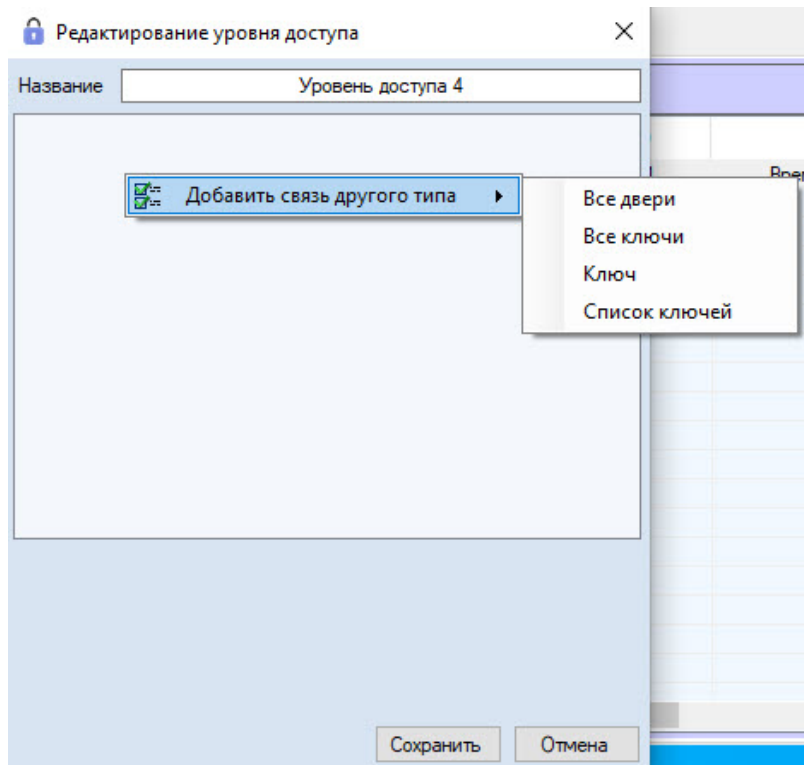 Редактирование уровня доступа
Название
Уровень доступа 4
Добавить связь другого типа
Все двери
Все ключи
Ключ
Список ключей
Сохранить
Отмена